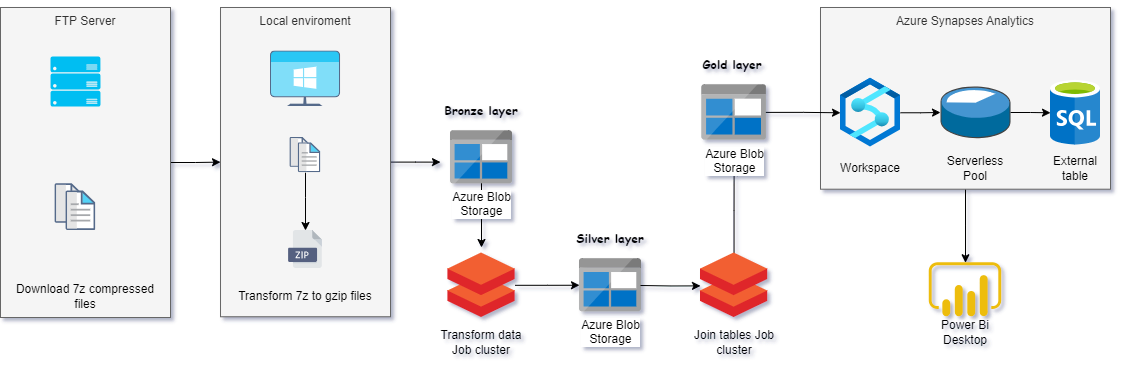 FTP Server
Download 7z compressed
files
Local enviroment
ZIP
Transform 7z to gzip files
Bronze layer
Azure Blob
Storage
Transform data
Job cluster
Silver layer
Azure Blob
Storage
Gold layer
Azure Blob
Storage
Join tables Job
cluster
Azure Synapses Analytics
Workspace
Serverless
Pool
SQL
External
table
Power Bi
Desktop